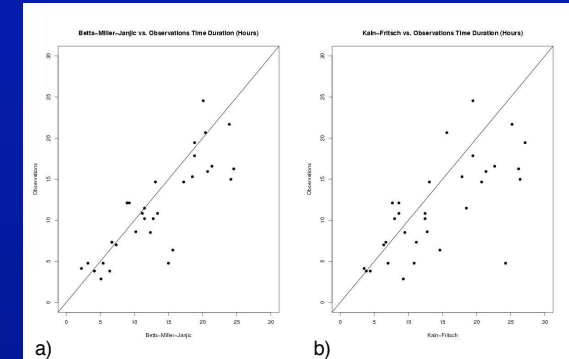 Betts-Miller-Janjic vs. Observations Time Duration (Hours)
30
25
20
15
10
5
0
Observations
0 5 10 15 20 25 30
Betts-Miller-Janjic
a)
Kain-Fritsch vs. Observations Time Duration (Hours)
30
25
20
15
10
5
0
Observations
0 5 10 15 20 25 30
Kain-Fritsch
b)